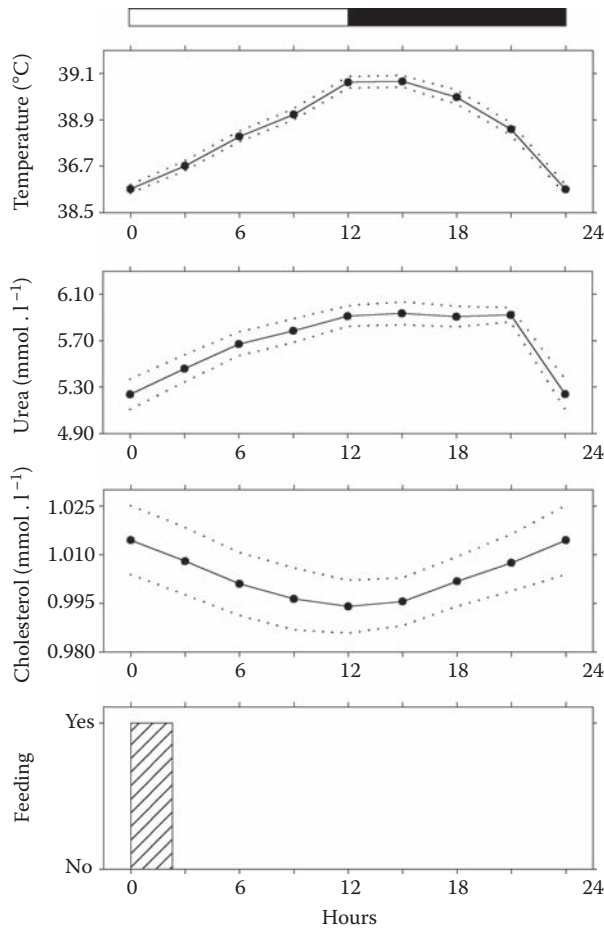 Temperature (°C)
39.1
38.9
36.7
38.5
0 6 12 18 24
Urea (mmol . l⁻¹)
6.10
5.70
5.30
4.90
0 6 12 18 24
Cholesterol (mmol . l⁻¹)
1.025
1.010
0.995
0.980
0 6 12 18 24
Feeding
Yes
No
0 6 12 18 24
Hours